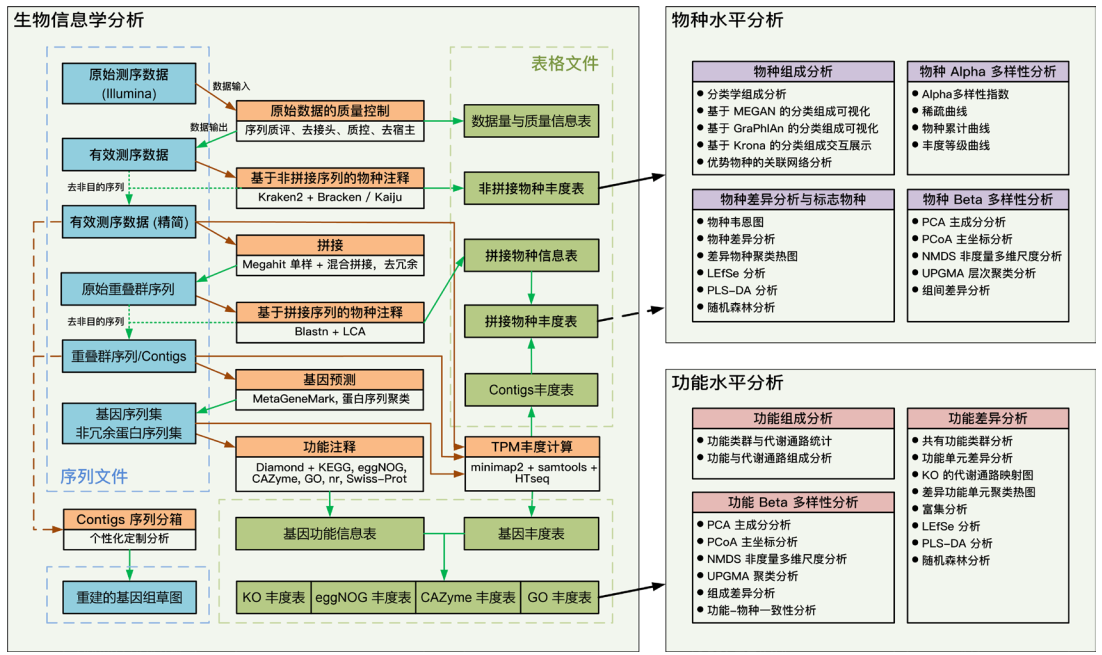 生物信息学分析
序列文件
原始测序数据
(Illumina)
数据输入
原始数据的质量控制
序列质评、去接头、质控、去宿主
数据输出
有效测序数据
去非目的序列
基于非拼接序列的物种注释
Kraken2 + Bracken / Kaiju
有效测序数据 (精简)
拼接
Megahit 单样 + 混合拼接，去冗余
原始重叠群序列
去非目的序列
基于拼接序列的物种注释
Blastn + LCA
重叠群序列/Contigs
基因预测
MetaGeneMark, 蛋白序列聚类
基因序列集
非冗余蛋白序列集
功能注释
Diamond + KEGG, eggNOG,
CAZyme, GO, nr, Swiss-Prot
TPM丰度计算
minimap2 + samtools +
HTseq
Contigs 序列分箱
个性化定制分析
重建的基因组草图
表格文件
数据量与质量信息表
非拼接物种丰度表
拼接物种信息表
拼接物种丰度表
Contigs丰度表
基因功能信息表
基因丰度表
KO 丰度表
eggNOG 丰度表
CAZyme 丰度表
GO 丰度表
物种水平分析
物种组成分析
● 分类学组成分析
● 基于 MEGAN 的分类组成可视化
● 基于 GraPhlAn 的分类组成可视化
● 基于 Krona 的分类组成交互展示
● 优势物种的关联网络分析
物种 Alpha 多样性分析
● Alpha多样性指数
● 稀疏曲线
● 物种累计曲线
● 丰度等级曲线
物种差异分析与标志物种
● 物种韦恩图
● 物种差异分析
● 差异物种聚类热图
● LEfSe 分析
● PLS-DA 分析
● 随机森林分析
物种 Beta 多样性分析
● PCA 主成分分析
● PCoA 主坐标分析
● NMDS 非度量多维尺度分析
● UPGMA 层次聚类分析
● 组间差异分析
功能水平分析
功能组成分析
● 功能类群与代谢通路统计
● 功能与代谢通路组成分析
功能 Beta 多样性分析
● PCA 主成分分析
● PCoA 主坐标分析
● NMDS 非度量多维尺度分析
● UPGMA 聚类分析
● 组成差异分析
● 功能-物种一致性分析
功能差异分析
● 共有功能类群分析
● 功能单元差异分析
● KO 的代谢通路映射图
● 差异功能单元聚类热图
● 富集分析
● LEfSe 分析
● PLS-DA 分析
● 随机森林分析